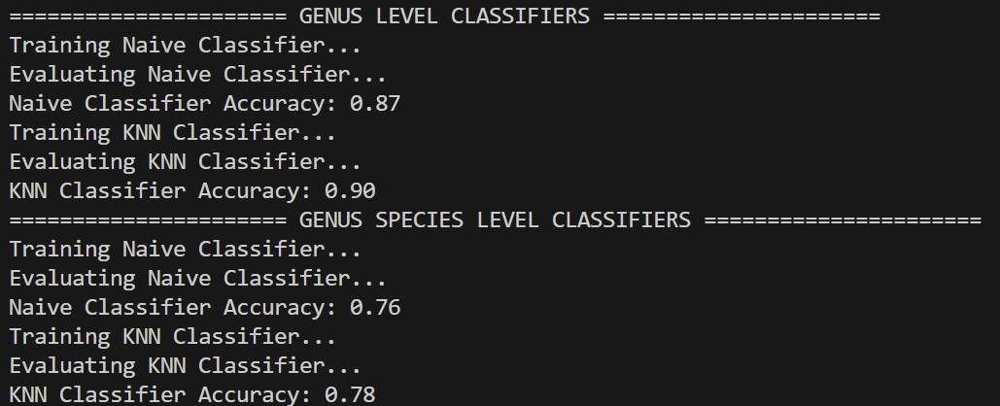 ====================== GENUS LEVEL CLASSIFIERS ======================
Training Naive Classifier...
Evaluating Naive Classifier...
Naive Classifier Accuracy: 0.87
Training KNN Classifier...
Evaluating KNN Classifier...
KNN Classifier Accuracy: 0.90
====================== GENUS SPECIES LEVEL CLASSIFIERS ======================
Training Naive Classifier...
Evaluating Naive Classifier...
Naive Classifier Accuracy: 0.76
Training KNN Classifier...
Evaluating KNN Classifier...
KNN Classifier Accuracy: 0.78